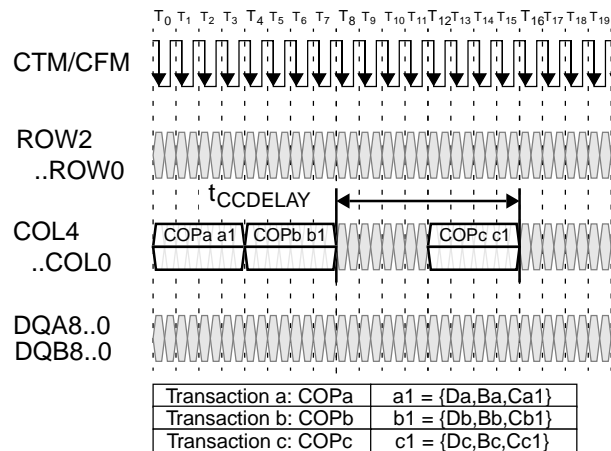 T0 T1 T2 T3 T4 T5 T6 T7 T8 T9 T10 T11 T12 T13 T14 T15 T16 T17 T18 T19
CTM/CFM
ROW2
..ROW0
tCCDELAY
COL4
..COL0
COPa a1 COPb b1 COPc c1
DQA8..0
DQB8..0
Transaction a: COPa a1 = {Da,Ba,Ca1}
Transaction b: COPb b1 = {Db,Bb,Cb1}
Transaction c: COPc c1 = {Dc,Bc,Cc1}